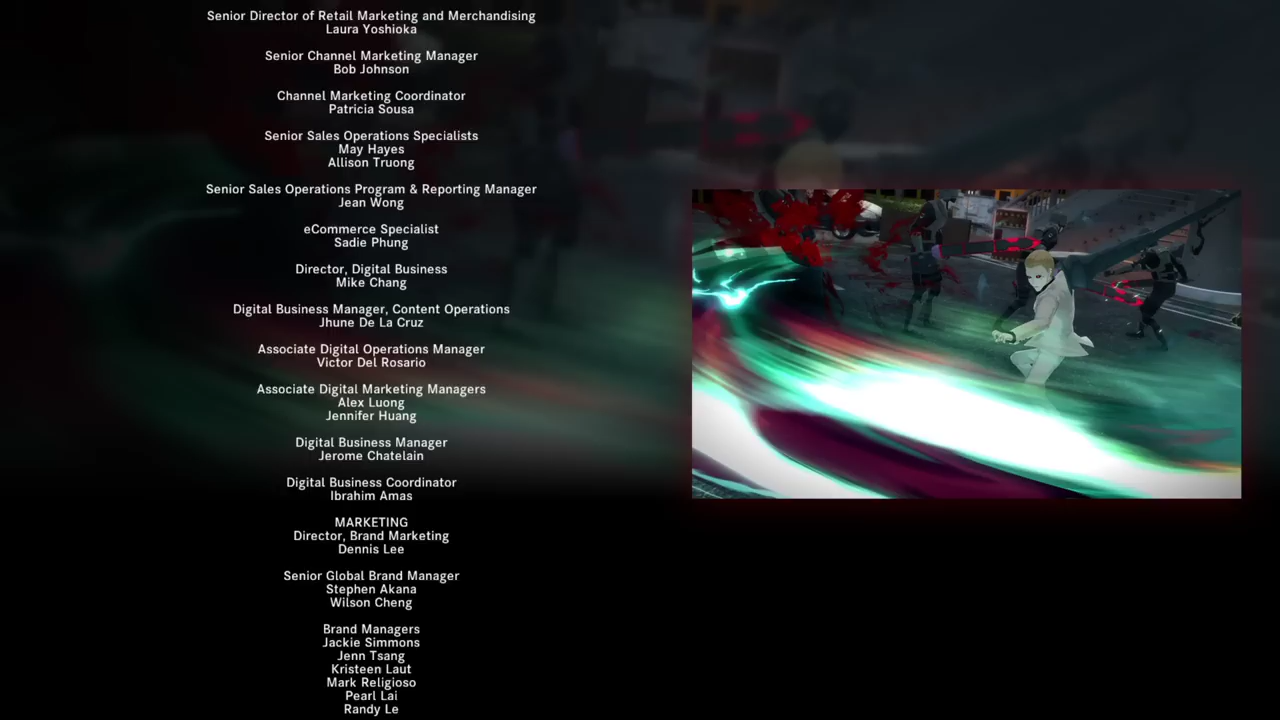 Senior Director of Retail Marketing and Merchandising
Laura Yoshioka
Senior Channel Marketing Manager
Bob Johnson
Channel Marketing Coordinator
Patricia Sousa
Senior Sales Operations Specialists
May Hayes
Allison Truong
Senior Sales Operations Program & Reporting Manager
Jean Wong
eCommerce Specialist
Sadie Phung
Director, Digital Business
Mike Chang
Digital Business Manager, Content Operations
Jhune De La Cruz
Associate Digital Operations Manager
Victor Del Rosario
Associate Digital Marketing Managers
Alex Luong
Jennifer Huang
Digital Business Manager
Jerome Chatelain
Digital Business Coordinator
Ibrahim Amas
MARKETING
Director, Brand Marketing
Dennis Lee
Senior Global Brand Manager
Stephen Akana
Wilson Cheng
Brand Managers
Jackie Simmons
Jenn Tsang
Kristeen Laut
Mark Religioso
Pearl Lai
Randy Le